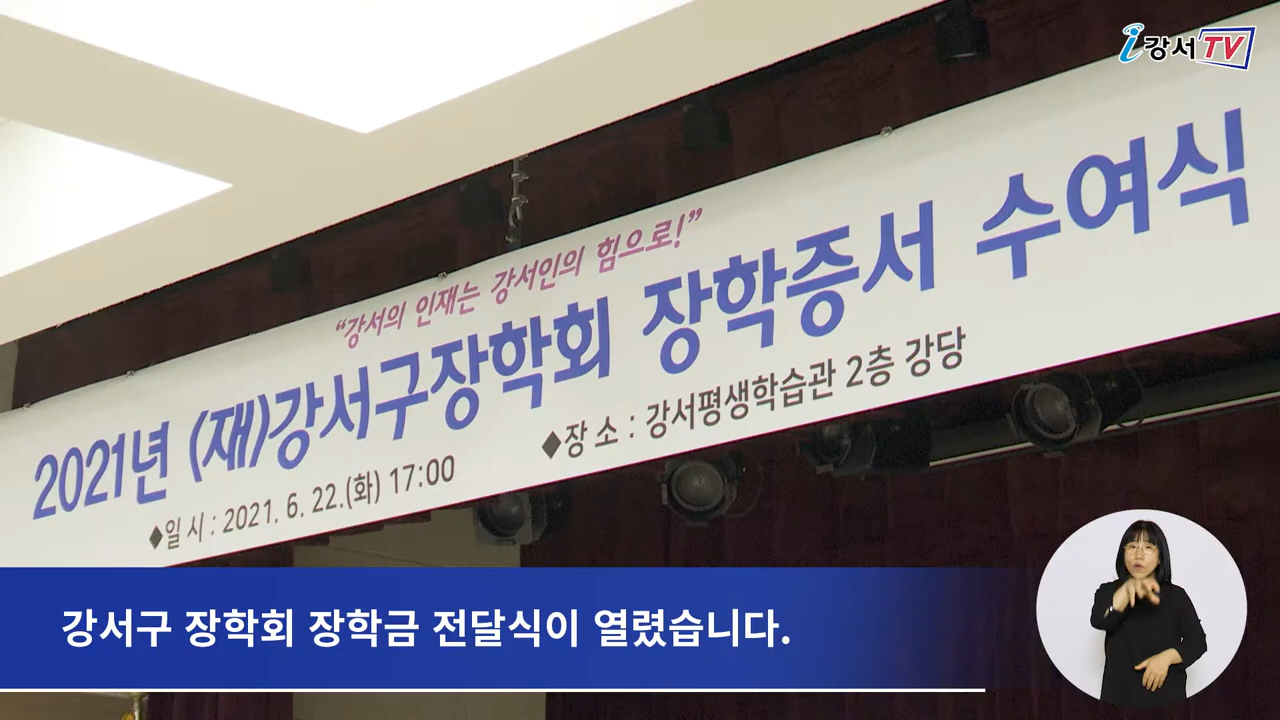 i강서TV
“강서의 인재는 강서인의 힘으로!”
2021년 (재)강서구장학회 장학증서 수여식
◆일 시 : 2021. 6. 22.(화) 17:00
◆장 소 : 강서평생학습관 2층 강당
강서구 장학회 장학금 전달식이 열렸습니다.